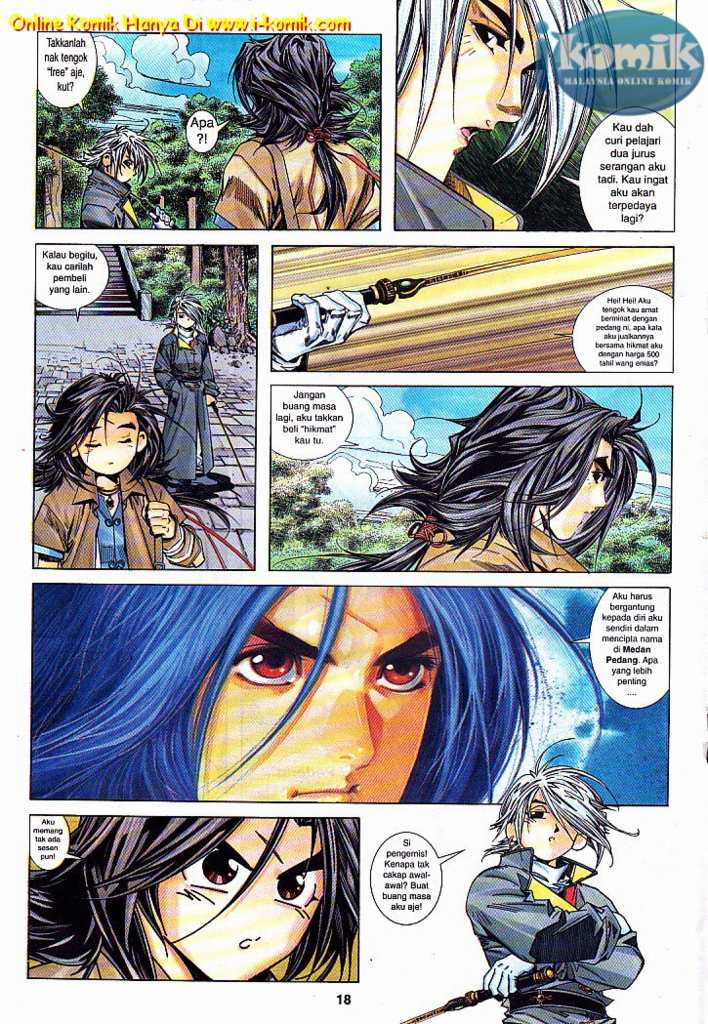 Online Komik Hanya Di www.i-komik.com
ikomik
MALAYSIA ONLINE KOMIK
Takkanlah
nak tengok
"free" aje,
kut?
Apa
?!
Kau dah
curi pelajari
dua jurus
serangan aku
tadi. Kau ingat
aku akan
terpedaya
lagi?
Kalau begitu,
kau carilah
pembeli
yang lain.
Hei! Hei! Aku
tengok kau amat
berminat dengan
pedang ni, apa kata
aku jualkannya
bersama hikmat aku
dengan harga 500
tahil wang emas?
Jangan
buang masa
lagi, aku takkan
beli "hikmat"
kau tu.
Aku harus
bergantung
kepada diri aku
sendiri dalam
mencipta nama
di Medan
Pedang. Apa
yang lebih
penting
....
Aku
memang
tak ada
sesen
pun!
Si
pengemis!
Kenapa tak
cakap awal-
awal? Buat
buang masa
aku aje!
18